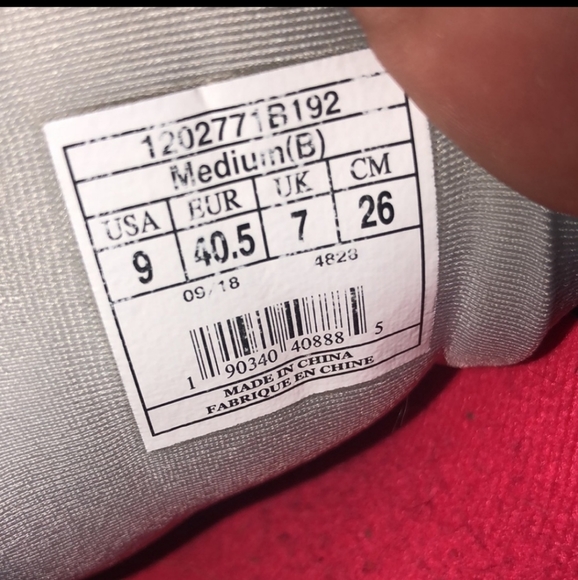 1202771B192
Medium(B)
USA EUR UK CM
9 40.5 7 26
09/18 4828
1 90340 40888 5
MADE IN CHINA
FABRIQUE EN CHINE